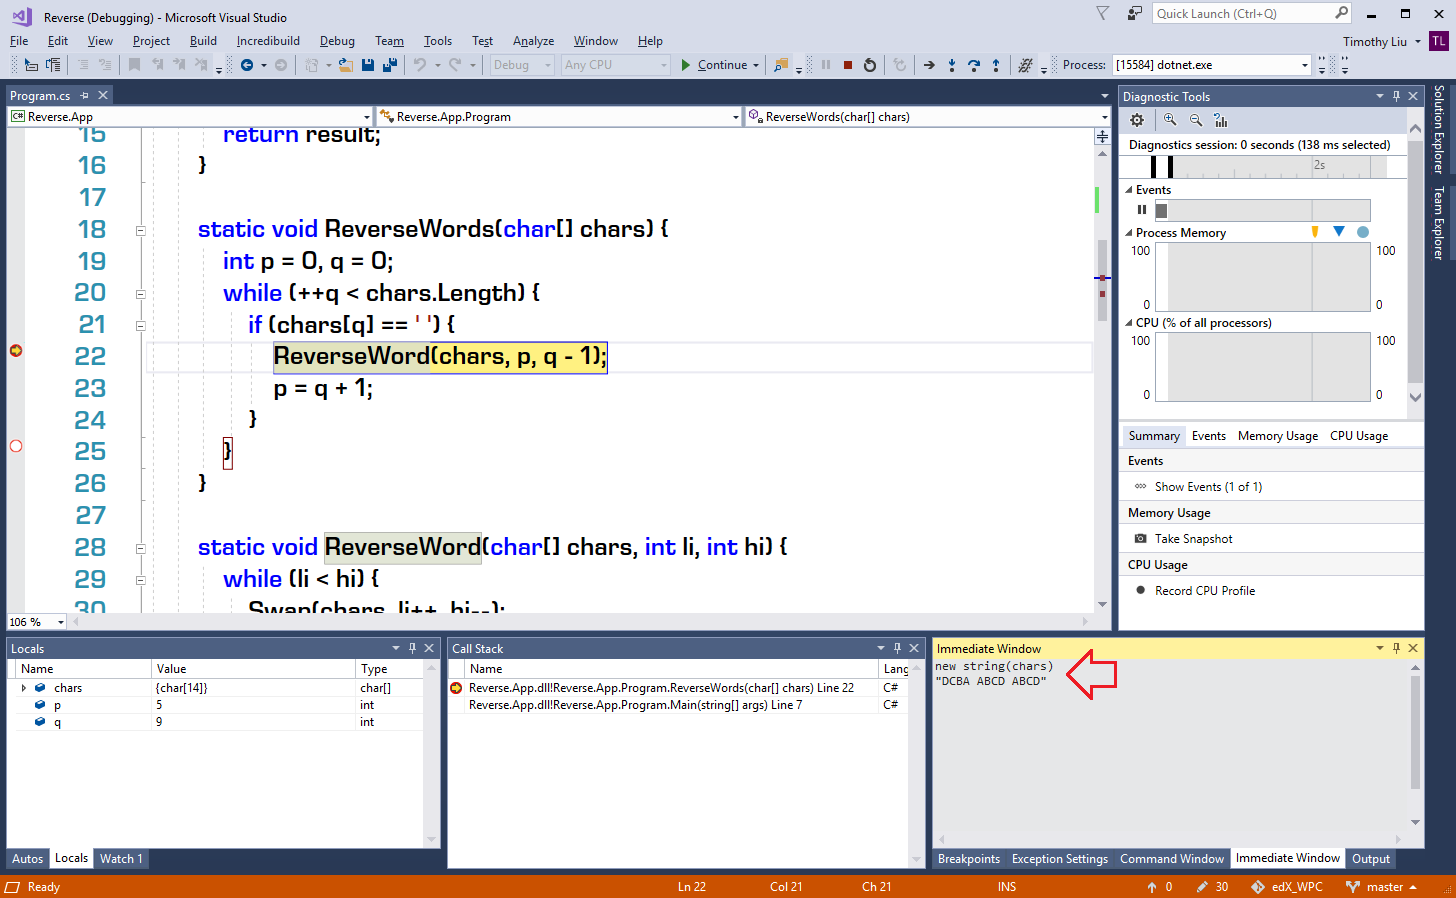 Reverse (Debugging) - Microsoft Visual Studio
Quick Launch (Ctrl+Q)
File Edit View Project Build Incredibuild Debug Team Tools Test Analyze Window Help
Timothy Liu TL
Debug Any CPU Continue Process: [15584] dotnet.exe
Program.cs
C# Reverse.App Reverse.App.Program ReverseWords(char[] chars)
15 return result;
16 }
17
18 static void ReverseWords(char[] chars) {
19 int p = 0, q = 0;
20 while (++q < chars.Length) {
21 if (chars[q] == ' ') {
22 ReverseWord(chars, p, q - 1);
23 p = q + 1;
24 }
25 }
26 }
27
28 static void ReverseWord(char[] chars, int li, int hi) {
29 while (li < hi) {
30 Swap(chars, li++, hi--);
106 %
Diagnostic Tools
Diagnostics session: 0 seconds (138 ms selected)
2s
Events
Process Memory
100 100
0 0
CPU (% of all processors)
100 100
0 0
Summary Events Memory Usage CPU Usage
Events
Show Events (1 of 1)
Memory Usage
Take Snapshot
CPU Usage
Record CPU Profile
Solution Explorer
Team Explorer
Locals
Name Value Type
chars {char[14]} char[]
p 5 int
q 9 int
Autos Locals Watch 1
Call Stack
Name Lang
Reverse.App.dll!Reverse.App.Program.ReverseWords(char[] chars) Line 22 C#
Reverse.App.dll!Reverse.App.Program.Main(string[] args) Line 7 C#
Immediate Window
new string(chars)
"DCBA ABCD ABCD"
Breakpoints Exception Settings Command Window Immediate Window Output
Ready Ln 22 Col 21 Ch 21 INS 0 30 edX_WPC master